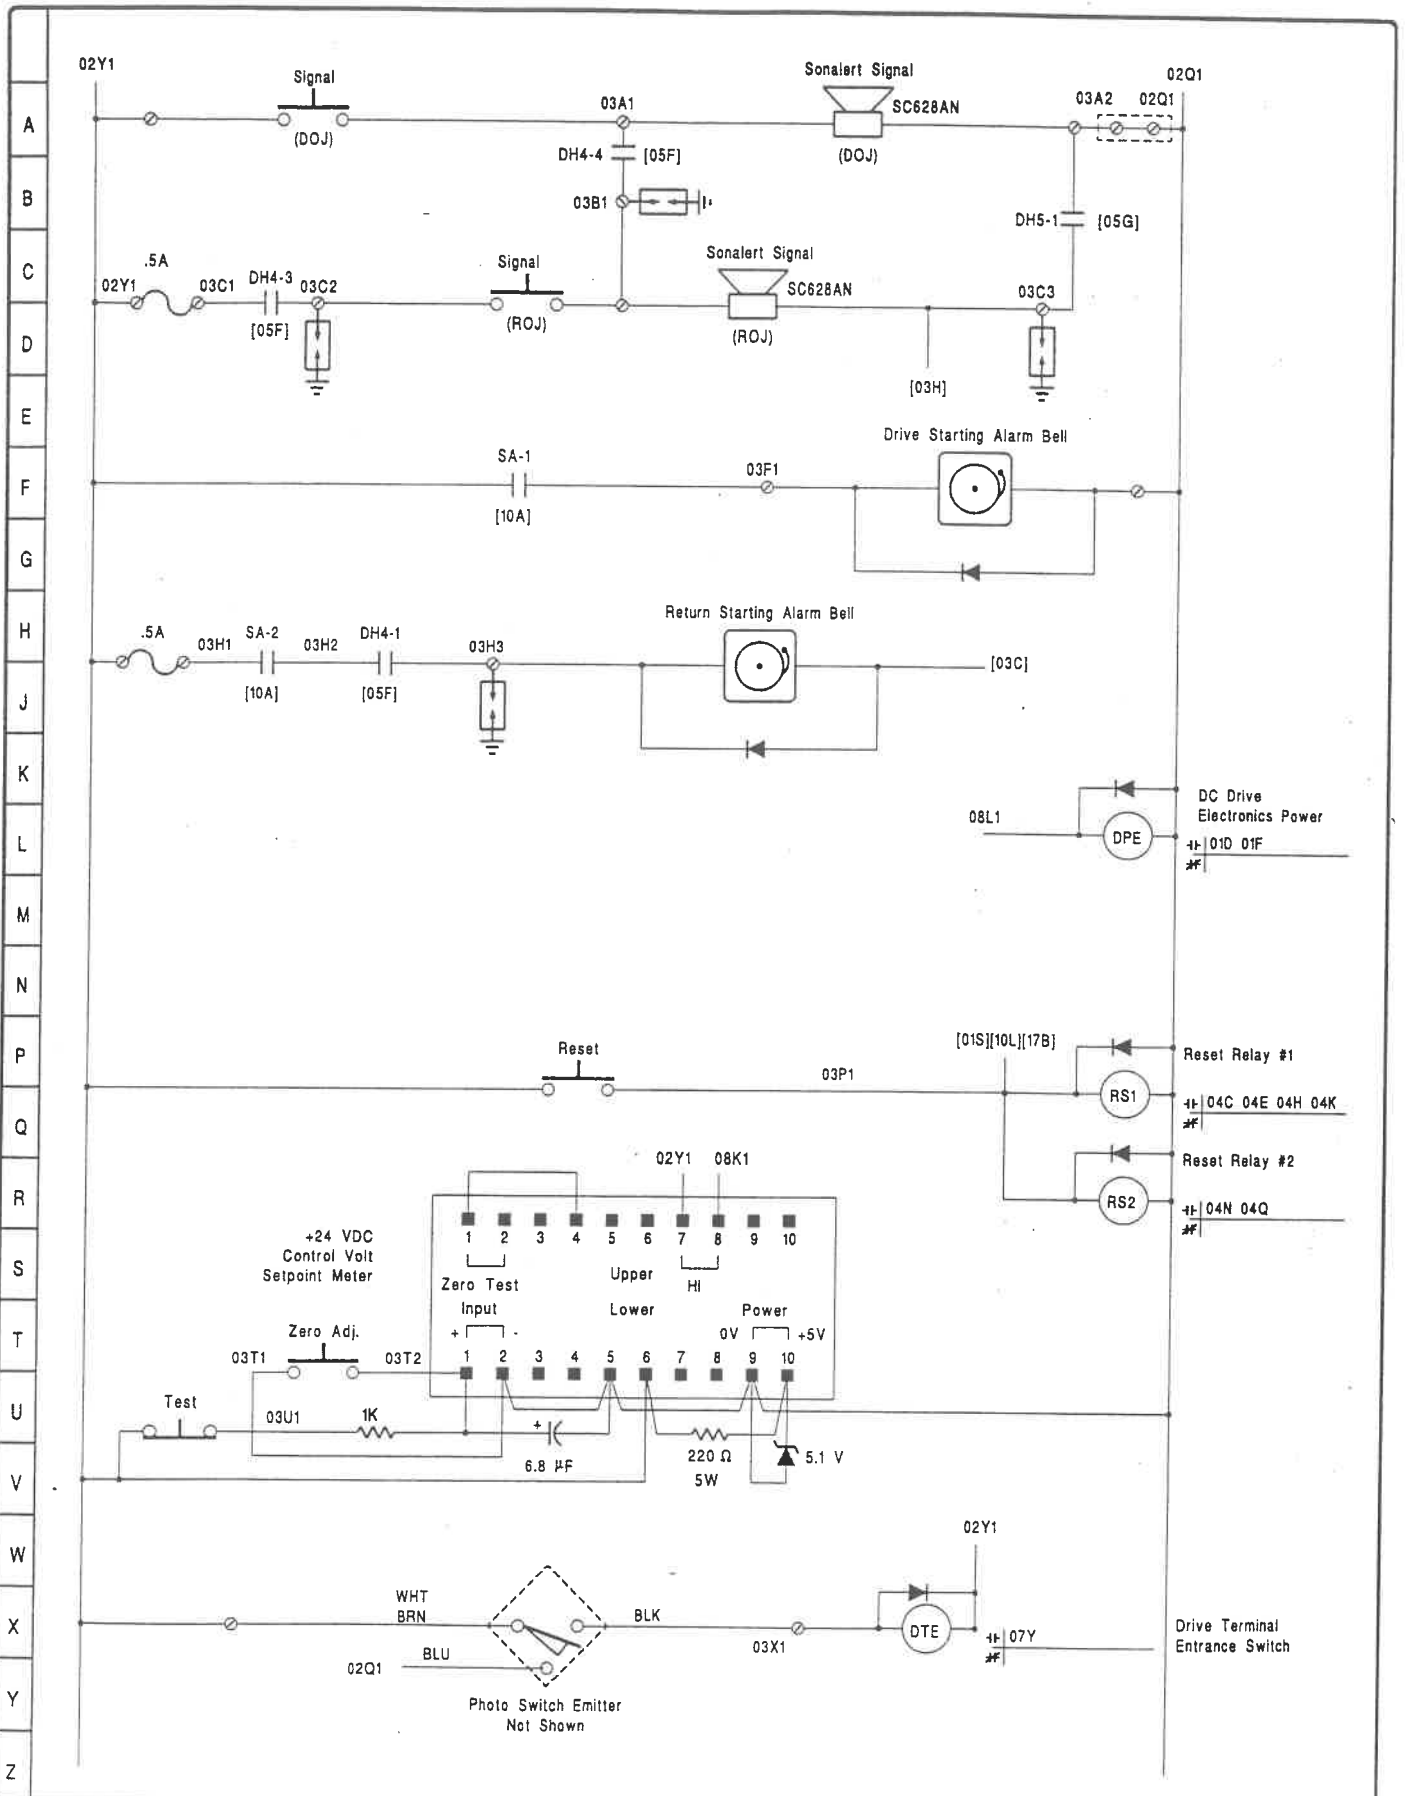 02Y1
Signal
Sonalert Signal
02Q1
A
03A1
SC628AN
03A2 02Q1
(DOJ)
(DOJ)
DH4-4
[05F]
B
03B1
DH5-1
[05G]
C
.5A
Signal
Sonalert Signal
02Y1
03C1
DH4-3
03C2
SC628AN
03C3
[05F]
(ROJ)
(ROJ)
D
[03H]
E
Drive Starting Alarm Bell
SA-1
03F1
F
[10A]
G
Return Starting Alarm Bell
H
.5A
03H1
SA-2
03H2
DH4-1
03H3
[03C]
[10A]
[05F]
J
K
DC Drive
Electronics Power
08L1
DPE
L
01D 01F
M
N
[01S][10L][17B]
P
Reset
Reset Relay #1
03P1
RS1
04C 04E 04H 04K
Q
02Y1
08K1
Reset Relay #2
R
RS2
04N 04Q
1 2 3 4 5 6 7 8 9 10
+24 VDC
Control Volt
Setpoint Meter
S
Upper
HI
Zero Test
Input
Lower
Power
T
+ -
0V
+5V
Zero Adj.
03T1
03T2
1 2 3 4 5 6 7 8 9 10
U
Test
03U1
1K
+
6.8 µF
220 Ω
5W
5.1 V
V
W
02Y1
WHT
BRN
BLK
X
DTE
07Y
Drive Terminal
Entrance Switch
03X1
02Q1
BLU
Y
Photo Switch Emitter
Not Shown
Z